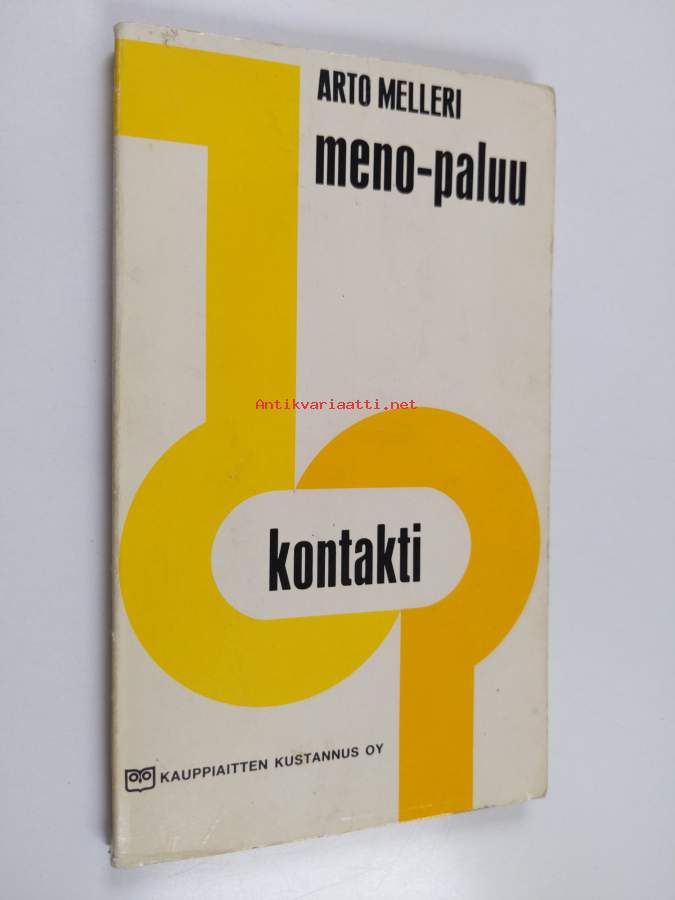 ARTO MELLERI
meno-paluu
Antikvariaatti.net
kontakti
KAUPPIAITTEN KUSTANNUS OY